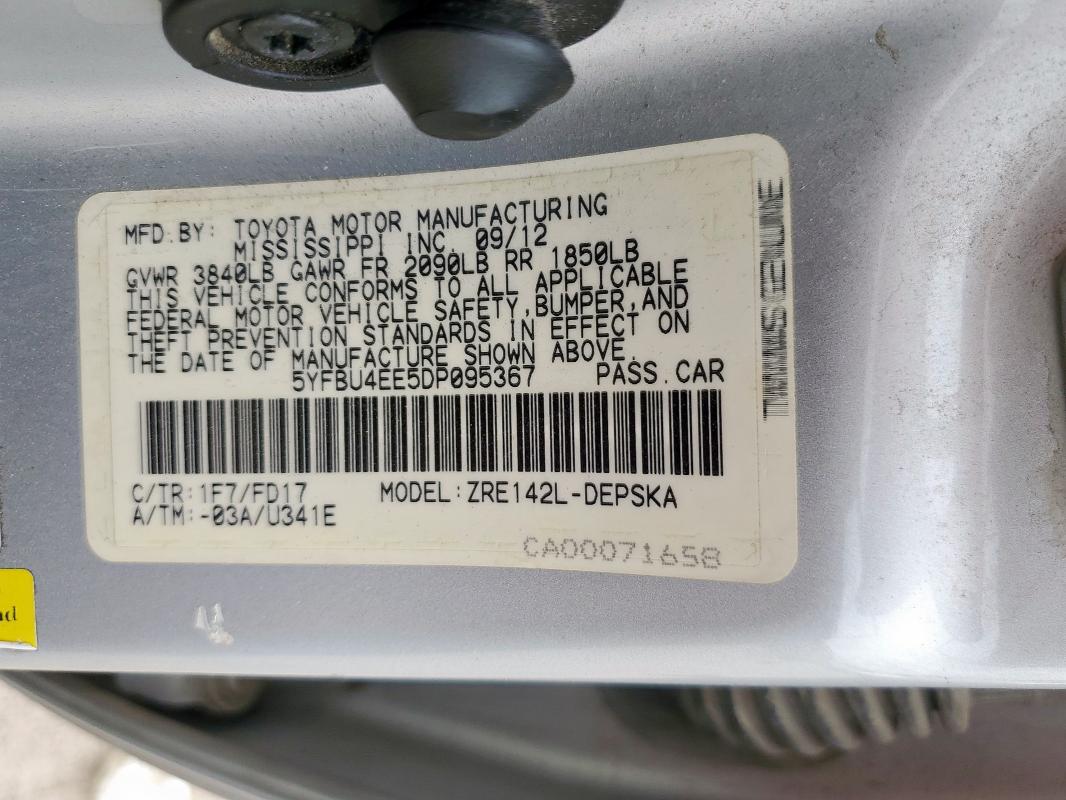 MFD.BY: TOYOTA MOTOR MANUFACTURING
MISSISSIPPI INC. 09/12
GVWR 3840LB GAWR FR 2090LB RR 1850LB
THIS VEHICLE CONFORMS TO ALL APPLICABLE
FEDERAL MOTOR VEHICLE SAFETY,BUMPER,AND
THEFT PREVENTION STANDARDS IN EFFECT ON
THE DATE OF MANUFACTURE SHOWN ABOVE.
5YFBU4EE5DP095367 PASS.CAR
C/TR:1F7/FD17 MODEL:ZRE142L-DEPSKA
A/TM:-03A/U341E
CA00071658